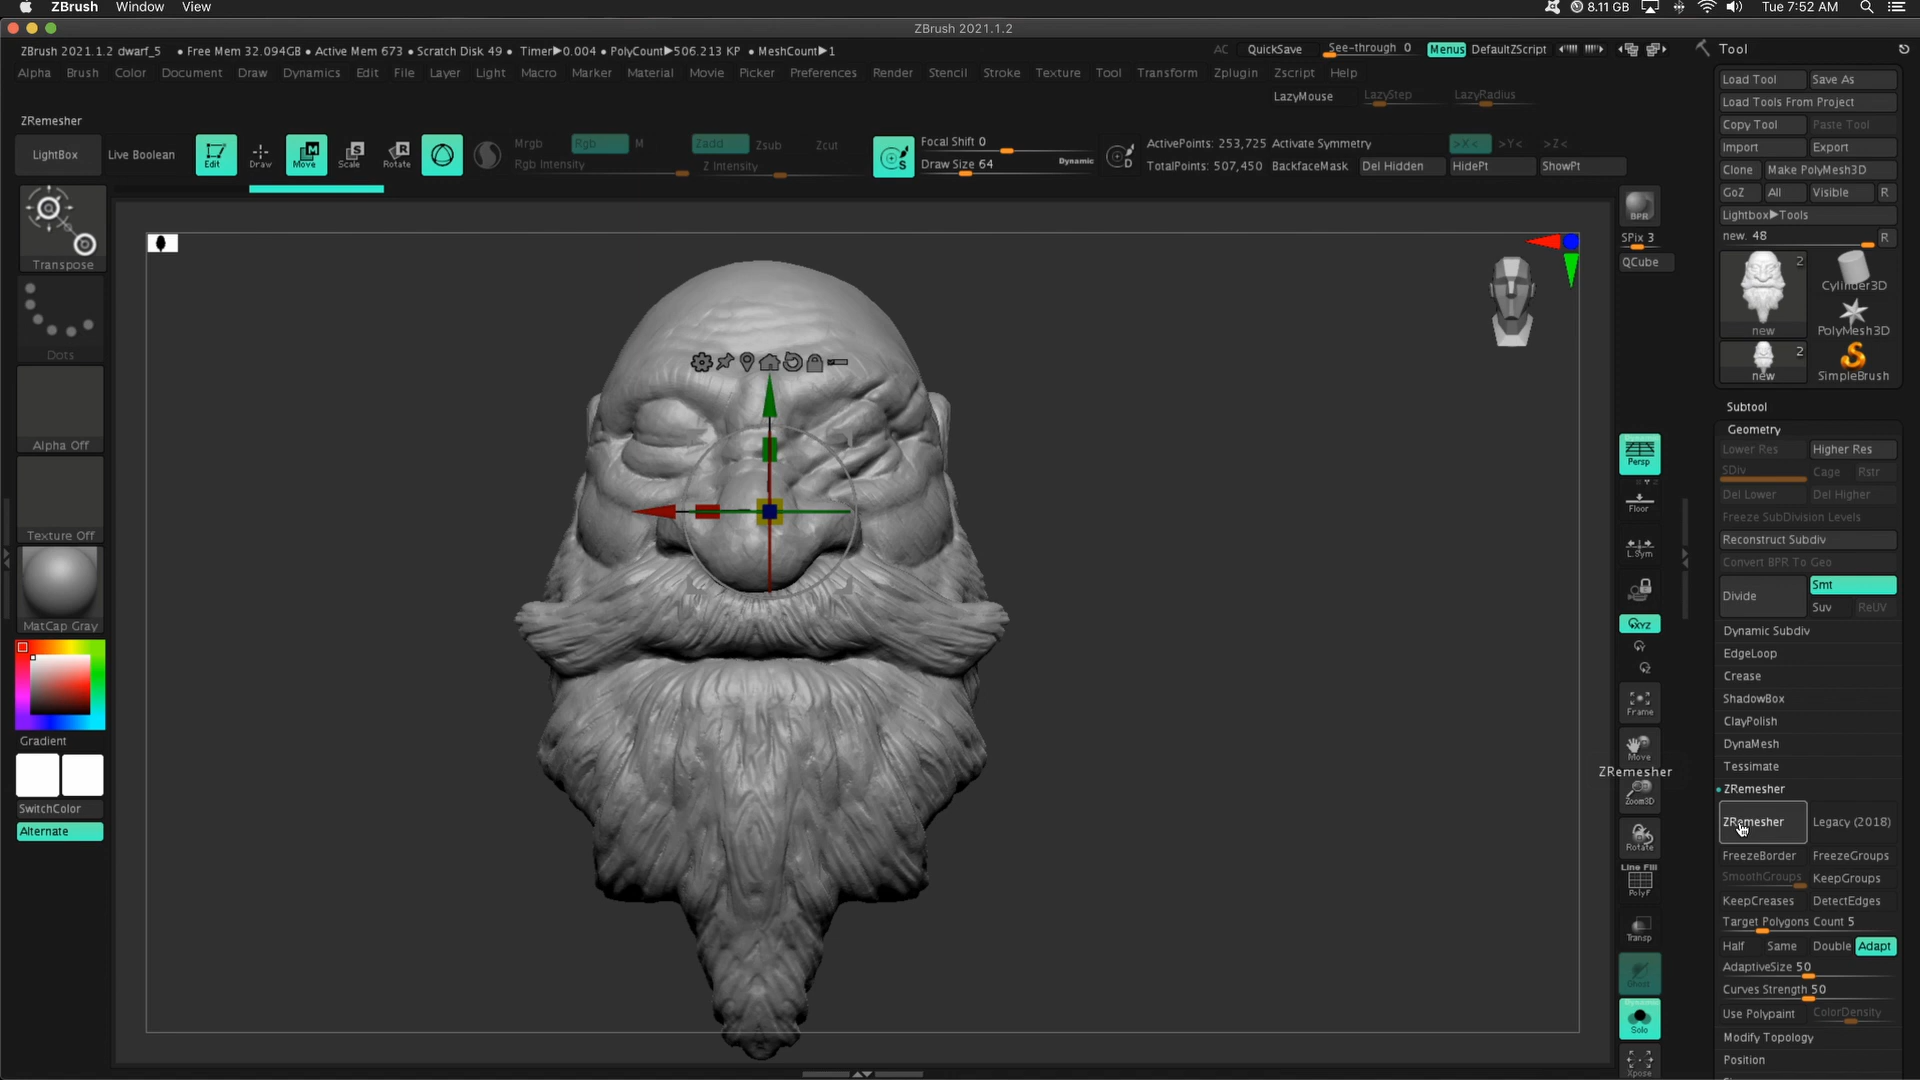 ZBrush Window View 8.11 GB Tue 7:52 AM
ZBrush 2021.1.2
ZBrush 2021.1.2 dwarf_5 • Free Mem 32.094GB • Active Mem 673 • Scratch Disk 49 • Timer▶0.004 • PolyCount▶506.213 KP • MeshCount▶1 AC QuickSave See-through 0 Menus DefaultZScript
Alpha Brush Color Document Draw Dynamics Edit File Layer Light Macro Marker Material Movie Picker Preferences Render Stencil Stroke Texture Tool Transform Zplugin Zscript Help
LazyMouse LazyStep LazyRadius
ZRemesher
LightBox Live Boolean Edit Draw Move Scale Rotate
Mrgb Rgb M Zadd Zsub Zcut
Rgb Intensity Z Intensity
Focal Shift 0
Draw Size 64 Dynamic
ActivePoints: 253,725 Activate Symmetry >X< >Y< >Z<
TotalPoints: 507,450 BackfaceMask Del Hidden HidePt ShowPt
Transpose
Dots
Alpha Off
Texture Off
MatCap Gray
Gradient
SwitchColor
Alternate
BPR
SPix 3
QCube
Dynamic
Persp
Floor
L.Sym
XYZ
Frame
Move
ZRemesher
Zoom3D
Rotate
Line Fill
PolyF
Transp
Ghost
Dynamic
Solo
Xpose
Tool
Load Tool Save As
Load Tools From Project
Copy Tool Paste Tool
Import Export
Clone Make PolyMesh3D
GoZ All Visible R
Lightbox▶Tools
new. 48 R
2
Cylinder3D
new PolyMesh3D
2
new SimpleBrush
Subtool
Geometry
Lower Res Higher Res
SDiv Cage Rstr
Del Lower Del Higher
Freeze SubDivision Levels
Reconstruct Subdiv
Convert BPR To Geo
Divide Smt
Suv ReUV
Dynamic Subdiv
EdgeLoop
Crease
ShadowBox
ClayPolish
DynaMesh
Tessimate
ZRemesher
ZRemesher Legacy (2018)
FreezeBorder FreezeGroups
SmoothGroups KeepGroups
KeepCreases DetectEdges
Target Polygons Count 5
Half Same Double Adapt
AdaptiveSize 50
Curves Strength 50
Use Polypaint ColorDensity
Modify Topology
Position